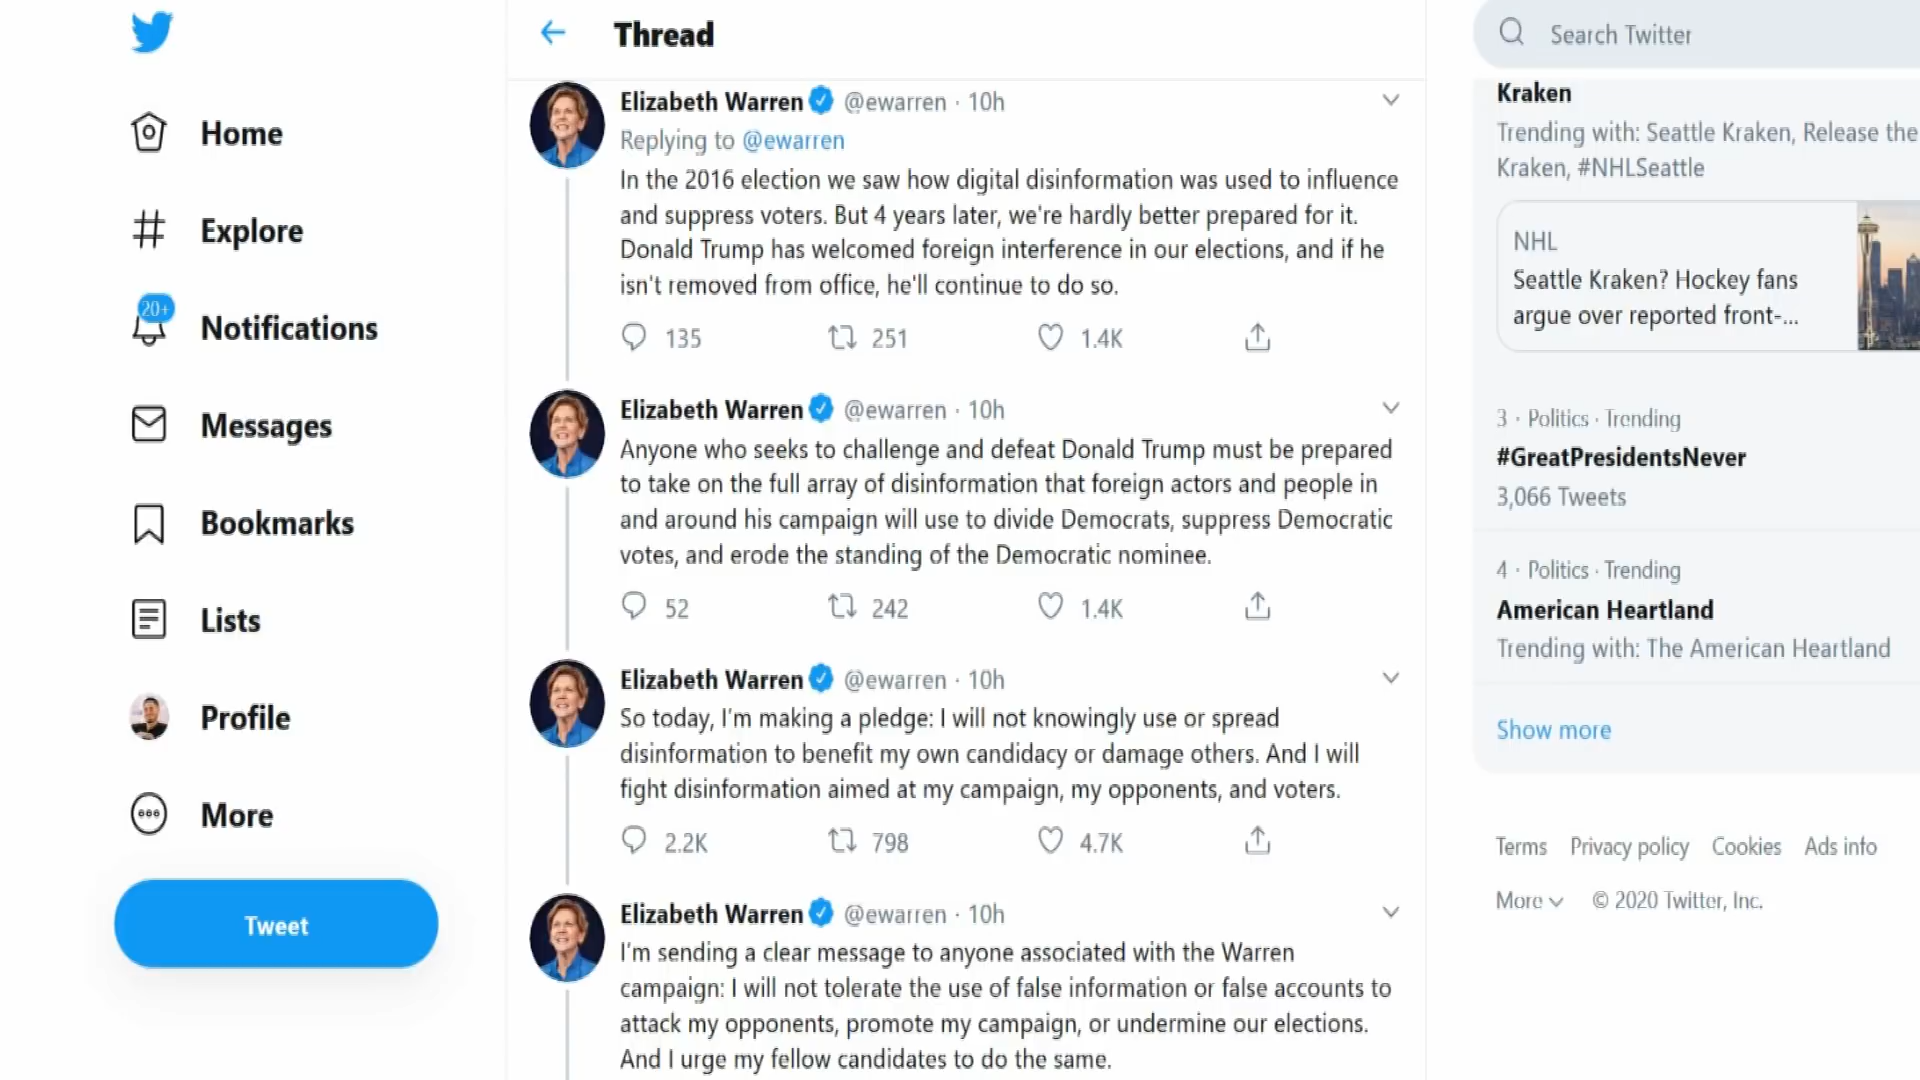 Thread
Search Twitter
Home
Explore
20+
Notifications
Messages
Bookmarks
Lists
Profile
More
Tweet
Elizabeth Warren @ewarren · 10h
Replying to @ewarren
In the 2016 election we saw how digital disinformation was used to influence
and suppress voters. But 4 years later, we're hardly better prepared for it.
Donald Trump has welcomed foreign interference in our elections, and if he
isn't removed from office, he'll continue to do so.
135 251 1.4K
Elizabeth Warren @ewarren · 10h
Anyone who seeks to challenge and defeat Donald Trump must be prepared
to take on the full array of disinformation that foreign actors and people in
and around his campaign will use to divide Democrats, suppress Democratic
votes, and erode the standing of the Democratic nominee.
52 242 1.4K
Elizabeth Warren @ewarren · 10h
So today, I'm making a pledge: I will not knowingly use or spread
disinformation to benefit my own candidacy or damage others. And I will
fight disinformation aimed at my campaign, my opponents, and voters.
2.2K 798 4.7K
Elizabeth Warren @ewarren · 10h
I'm sending a clear message to anyone associated with the Warren
campaign: I will not tolerate the use of false information or false accounts to
attack my opponents, promote my campaign, or undermine our elections.
And I urge my fellow candidates to do the same.
Kraken
Trending with: Seattle Kraken, Release the
Kraken, #NHLSeattle
NHL
Seattle Kraken? Hockey fans
argue over reported front-...
3 · Politics · Trending
#GreatPresidentsNever
3,066 Tweets
4 · Politics · Trending
American Heartland
Trending with: The American Heartland
Show more
Terms Privacy policy Cookies Ads info
More © 2020 Twitter, Inc.